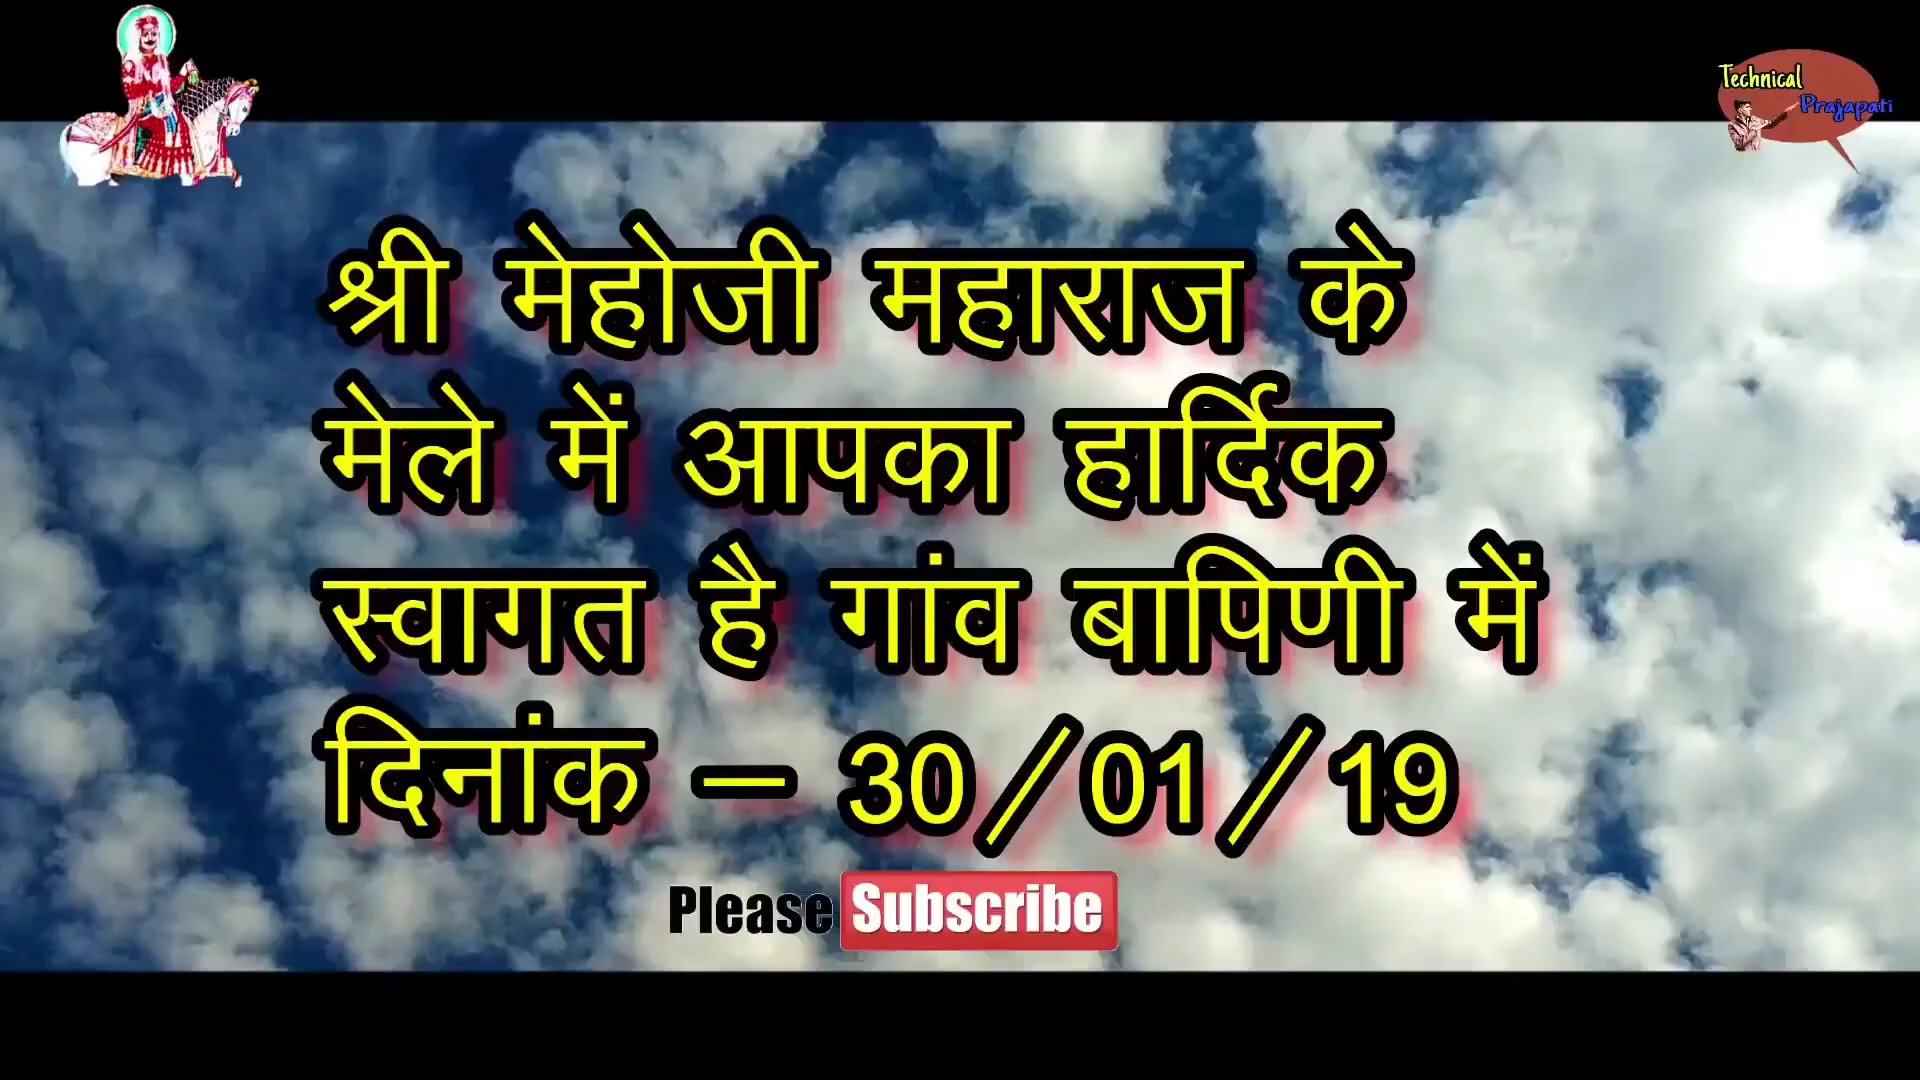 Technical
Prajapati
श्री मेहोजी महाराज के
मेले में आपका हार्दिक
स्वागत है गांव बापिणी में
दिनांक – 30/01/19
Please Subscribe